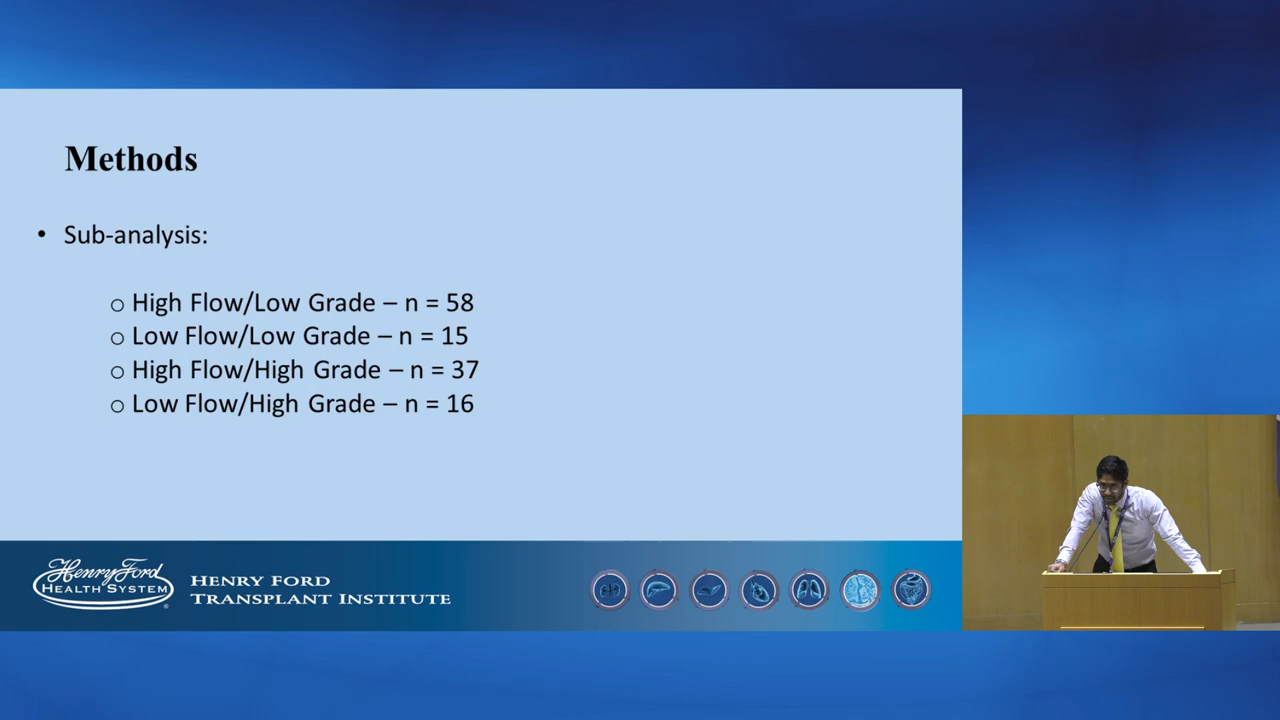 Methods
• Sub-analysis:
o High Flow/Low Grade – n = 58
o Low Flow/Low Grade – n = 15
o High Flow/High Grade – n = 37
o Low Flow/High Grade – n = 16
Henry Ford
HEALTH SYSTEM
®
HENRY FORD
TRANSPLANT INSTITUTE